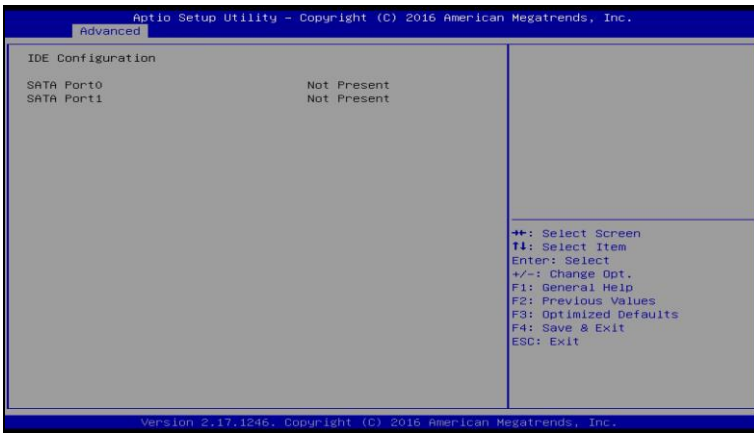 Aptio Setup Utility – Copyright (C) 2016 American Megatrends, Inc.
Advanced
IDE Configuration
SATA Port0 Not Present
SATA Port1 Not Present
→←: Select Screen
↑↓: Select Item
Enter: Select
+/-: Change Opt.
F1: General Help
F2: Previous Values
F3: Optimized Defaults
F4: Save & Exit
ESC: Exit
Version 2.17.1246. Copyright (C) 2016 American Megatrends, Inc.